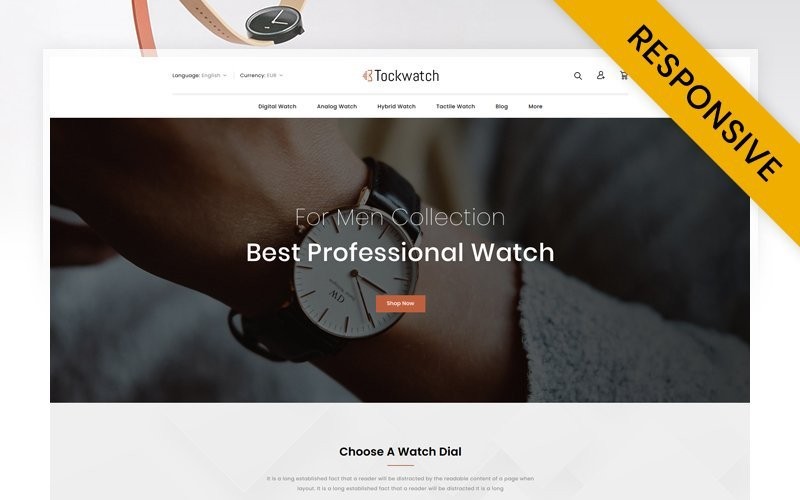 RESPONSIVE
Language: English
Currency: EUR
Tockwatch
Digital Watch
Analog Watch
Hybrid Watch
Tactile Watch
Blog
More
For Men Collection
Best Professional Watch
DW
Shop Now
Choose A Watch Dial
It is a long established fact that a reader will be distracted by the readable content of a page when
layout. It is a long established fact that a reader will be distracted it is a long